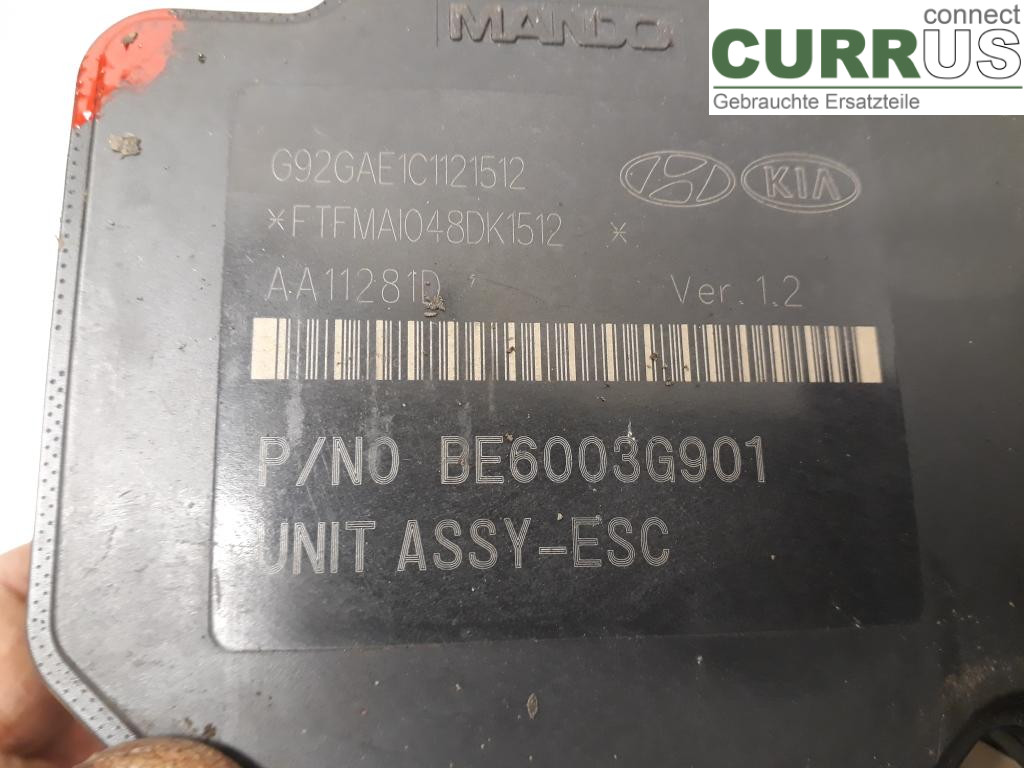 MANDO
connect
CURRUS
Gebrauchte Ersatzteile
G92GAE1C1121512
KIA
*FTFMAI048DK1512 *
AA11281D
Ver.1.2
P/NO BE6003G901
UNIT ASSY-ESC